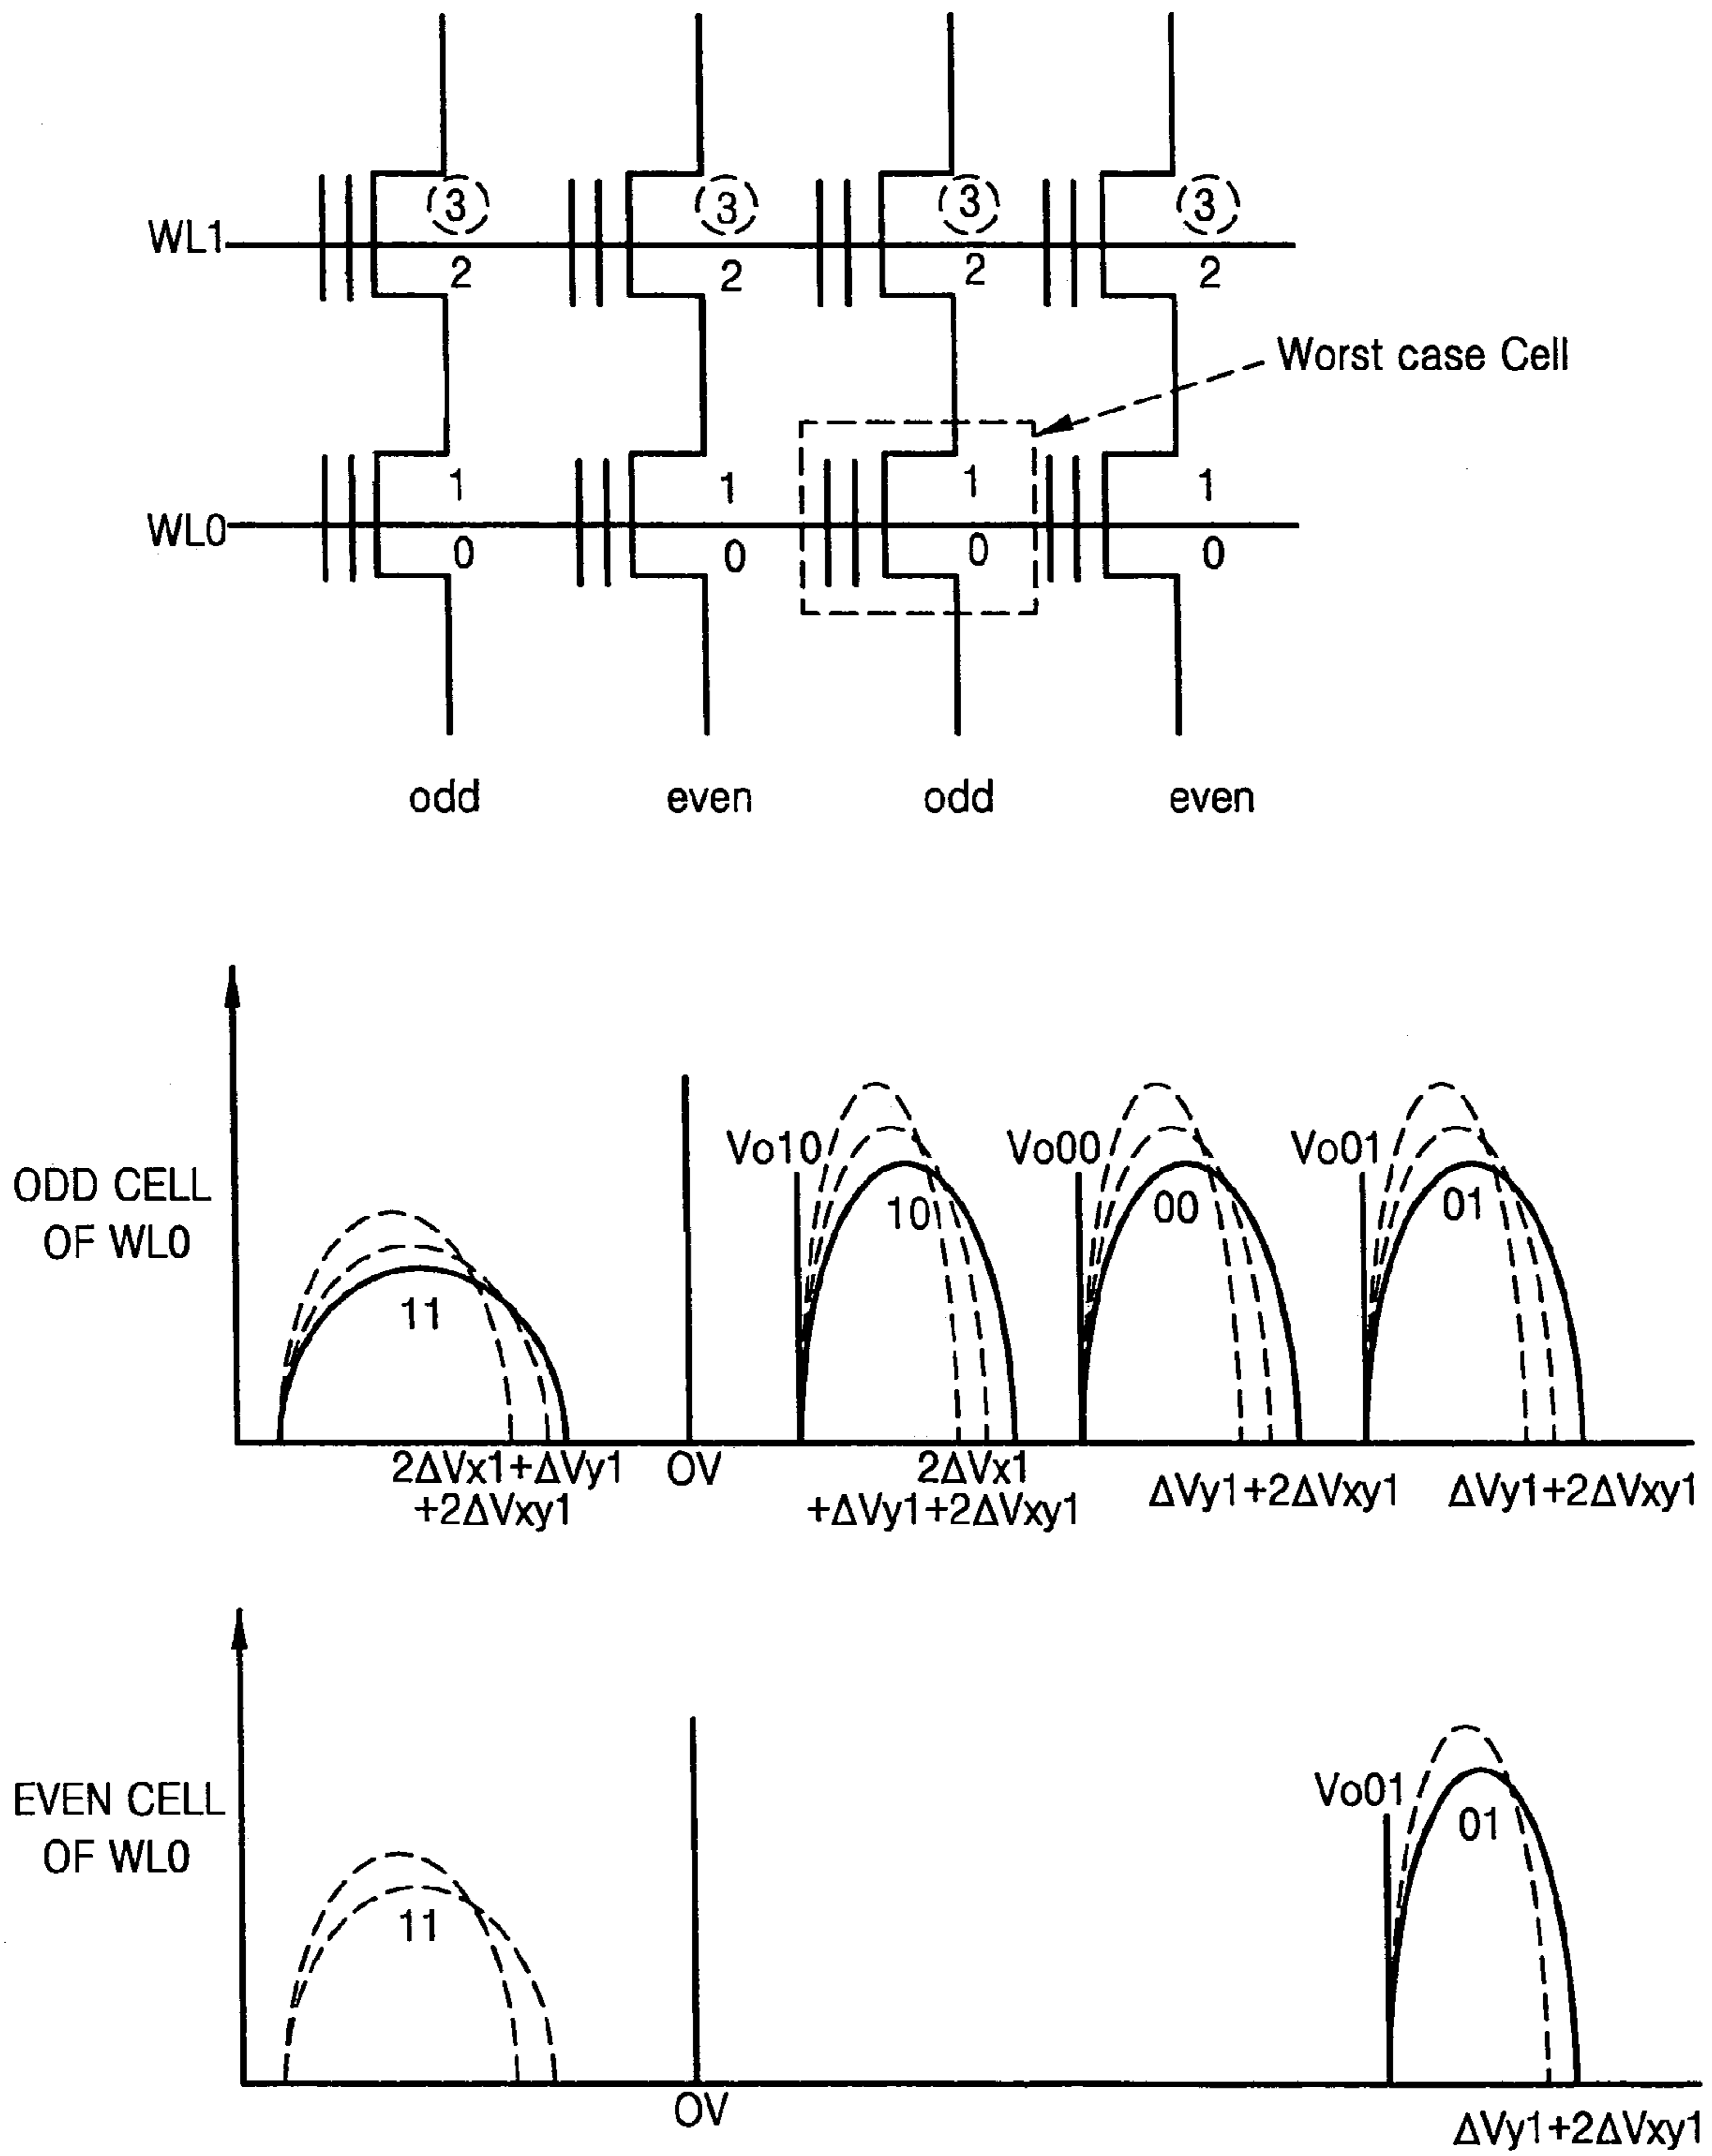 3 3 3 3
WL1
2 2 2 2
Worst case Cell
1 1 1 1
WL0
0 0 0 0
odd even odd even
Vo10 Vo00 Vo01
ODD CELL
OF WL0
10 00 01
11
2ΔVx1+ΔVy1
+2ΔVxy1
OV
2ΔVx1
+ΔVy1+2ΔVxy1
ΔVy1+2ΔVxy1
ΔVy1+2ΔVxy1
EVEN CELL
OF WL0
Vo01
01
11
OV
ΔVy1+2ΔVxy1